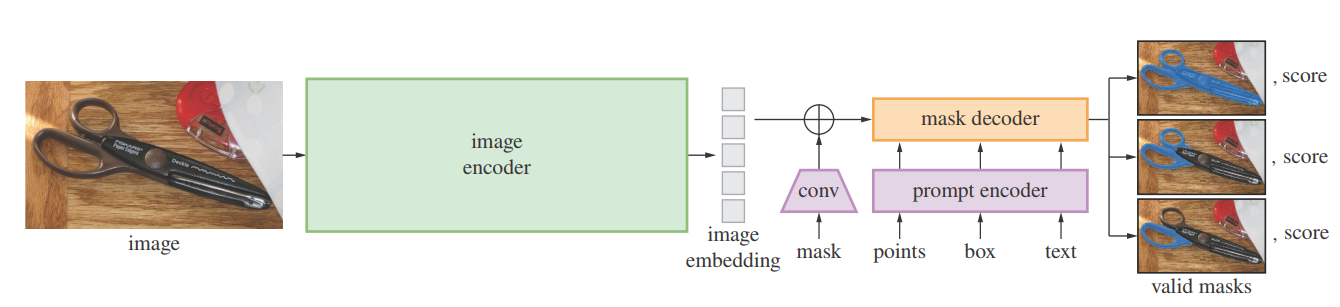 image
image
encoder
image
embedding
conv
mask
mask decoder
prompt encoder
points
box
text
, score
, score
, score
valid masks